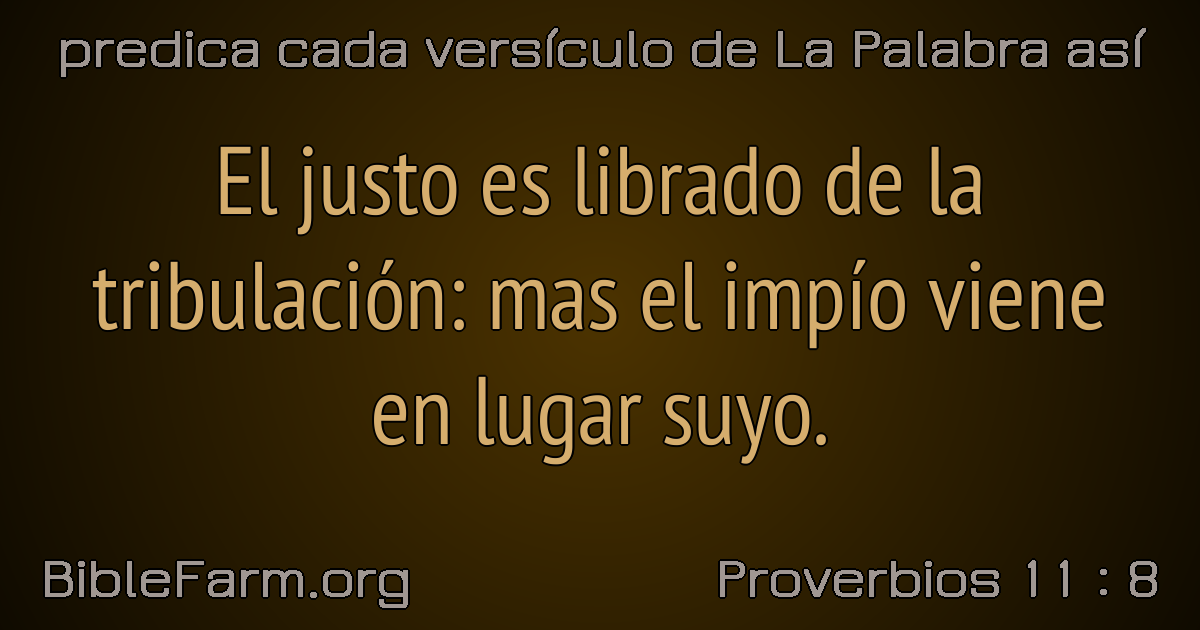 predica cada versículo de La Palabra así
El justo es librado de la
tribulación: mas el impío viene
en lugar suyo.
BibleFarm.org
Proverbios 11 : 8